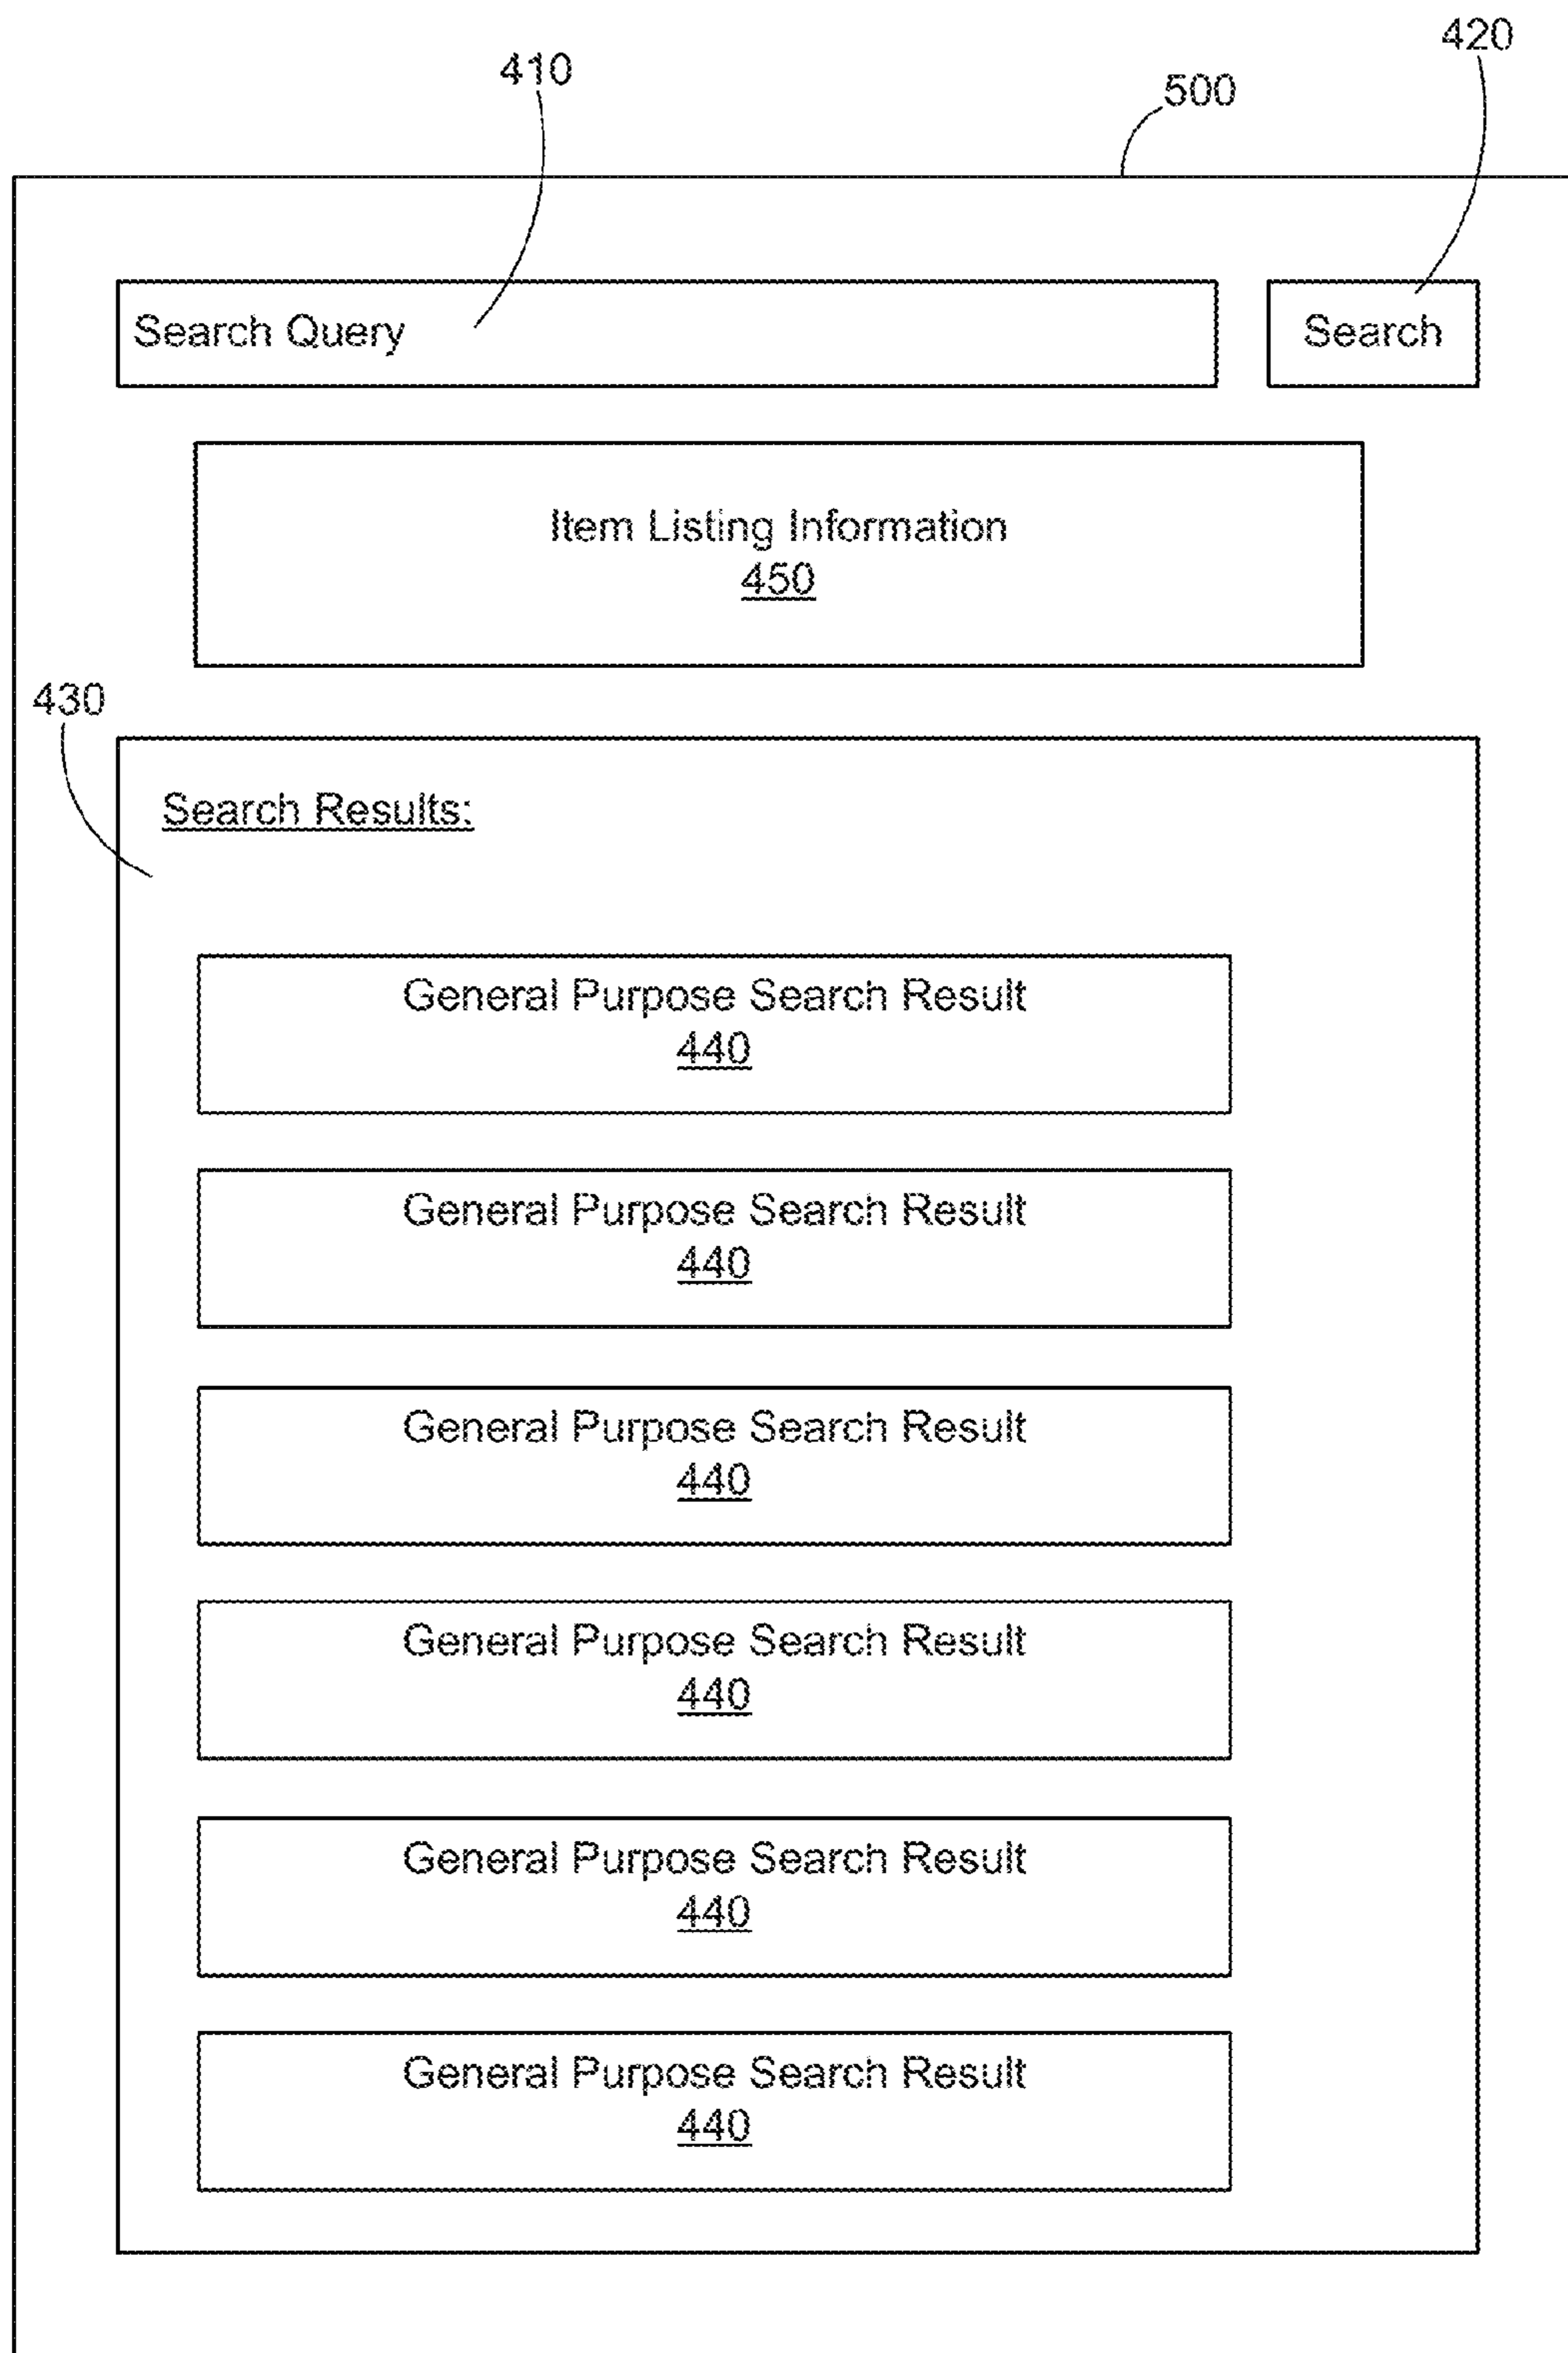 420
410
500
Search Query
Search
Item Listing Information
450
430
Search Results:
General Purpose Search Result
440
General Purpose Search Result
440
General Purpose Search Result
440
General Purpose Search Result
440
General Purpose Search Result
440
General Purpose Search Result
440